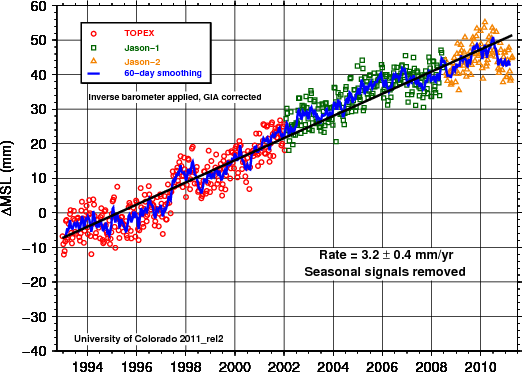 60
50
40
30
20
10
0
−10
−20
−30
−40
ΔMSL (mm)
TOPEX
Jason−1
Jason−2
60−day smoothing
Inverse barometer applied, GIA corrected
Rate = 3.2 ± 0.4 mm/yr
Seasonal signals removed
University of Colorado 2011_rel2
1994 1996 1998 2000 2002 2004 2006 2008 2010